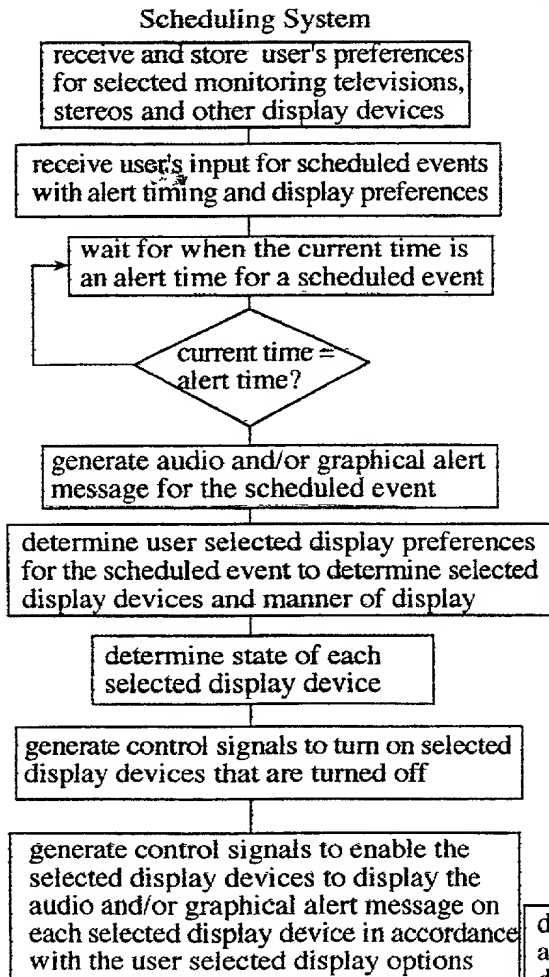 Scheduling System
receive and store user's preferences
for selected monitoring televisions,
stereos and other display devices
receive user's input for scheduled events
with alert timing and display preferences
wait for when the current time is
an alert time for a scheduled event
current time =
alert time?
generate audio and/or graphical alert
message for the scheduled event
determine user selected display preferences
for the scheduled event to determine selected
display devices and manner of display
determine state of each
selected display device
generate control signals to turn on selected
display devices that are turned off
generate control signals to enable the
selected display devices to display the
audio and/or graphical alert message on
each selected display device in accordance
with the user selected display options